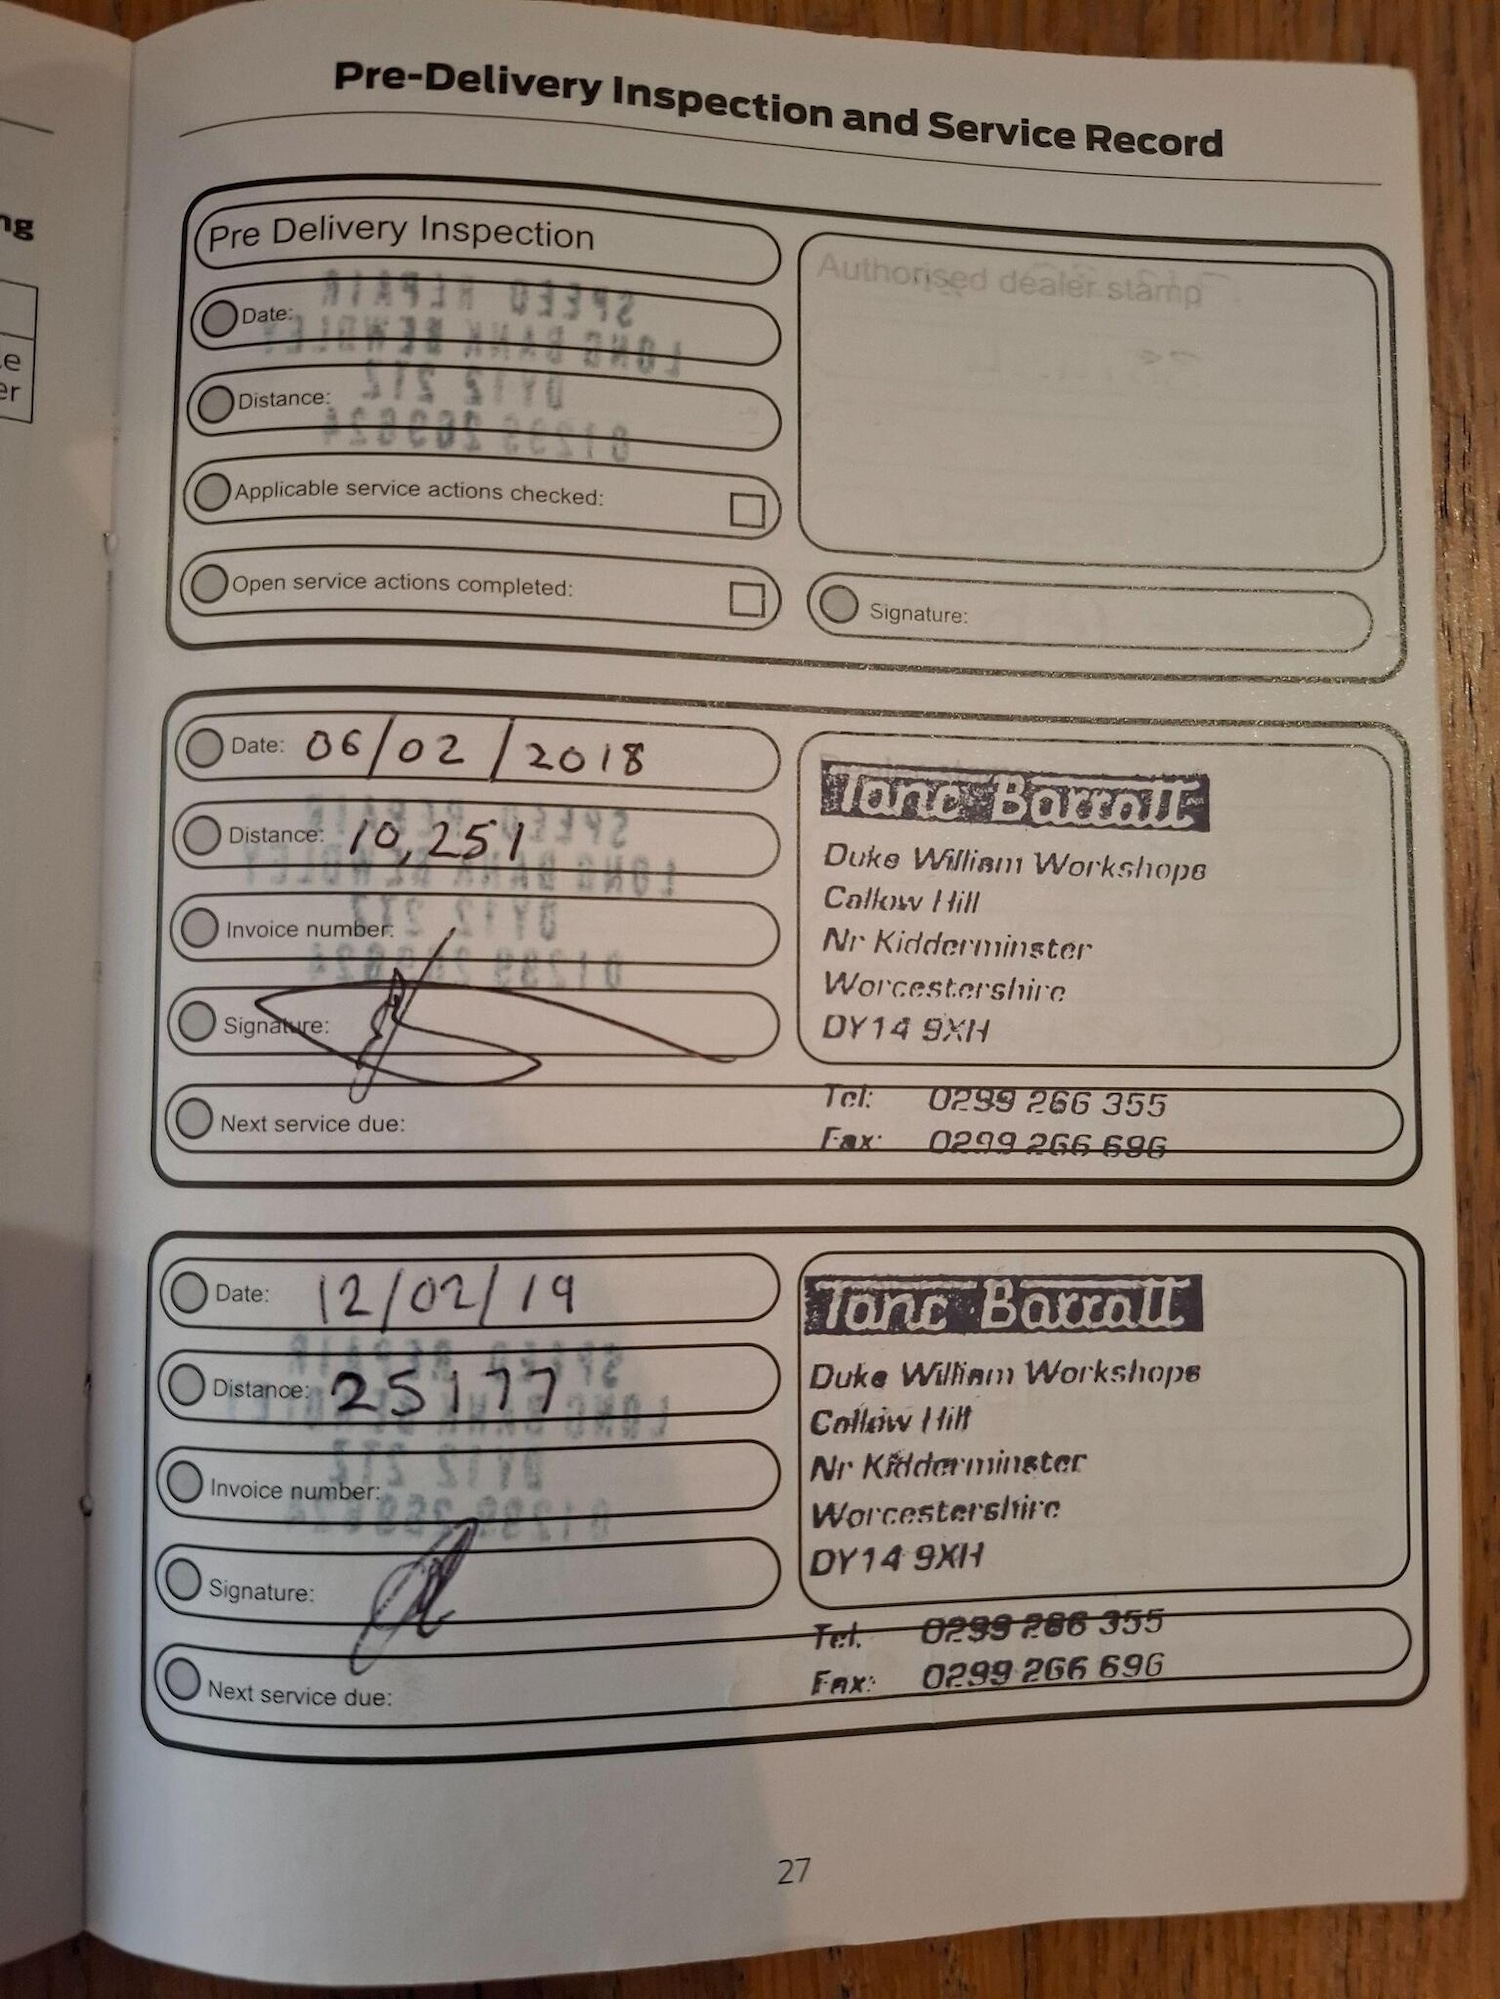 ng
Pre-Delivery Inspection and Service Record
Pre Delivery Inspection
Date:
Distance:
Applicable service actions checked:
Open service actions completed:
Authorised dealer stamp
Signature:
Date: 06/02/2018
Distance: 10,251
Invoice number:
Signature:
Next service due:
Duke William Workshops
Callow Hill
Nr Kidderminster
Worcestershire
DY14 9XH
Tel: 0299 266 355
Fax: 0299 266 696
Date: 12/02/19
Distance: 25177
Invoice number:
Signature:
Next service due:
Duke William Workshops
Callow Hill
Nr Kidderminster
Worcestershire
DY14 9XH
Tel. 0299 266 355
Fax: 0299 266 696
27